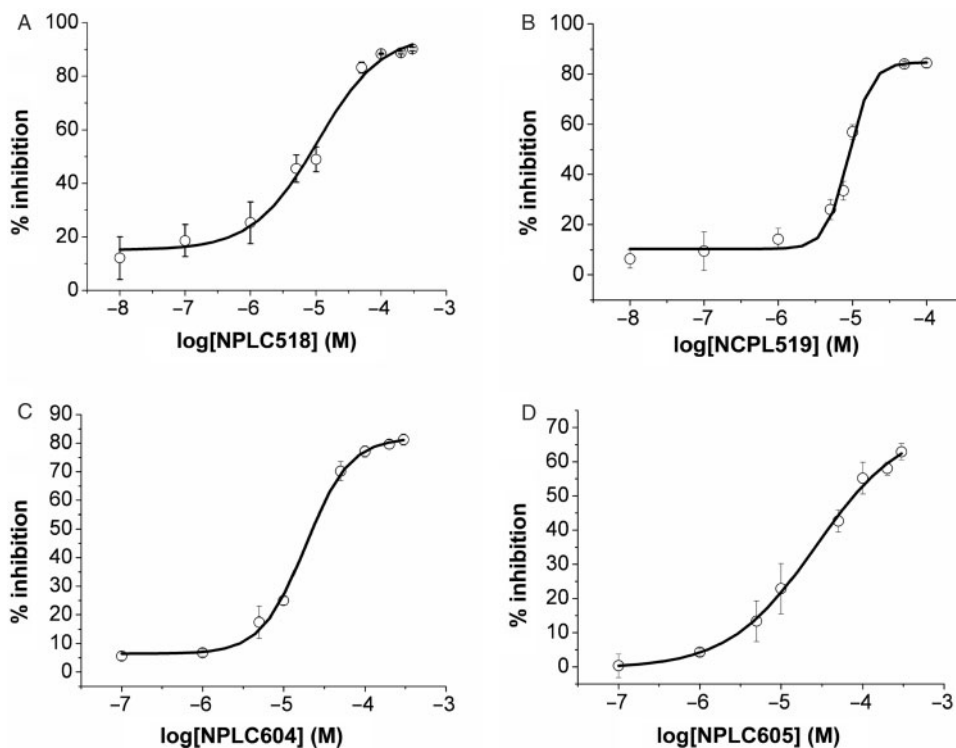 A
100
80
60
40
20
0
% inhibition
−8 −7 −6 −5 −4 −3
log[NPLC518] (M)
B
100
80
60
40
20
0
% inhibition
−8 −7 −6 −5 −4
log[NCPL519] (M)
C
90
80
70
60
50
40
30
20
10
0
% inhibition
−7 −6 −5 −4 −3
log[NPLC604] (M)
D
70
60
50
40
30
20
10
0
% inhibition
−7 −6 −5 −4 −3
log[NPLC605] (M)